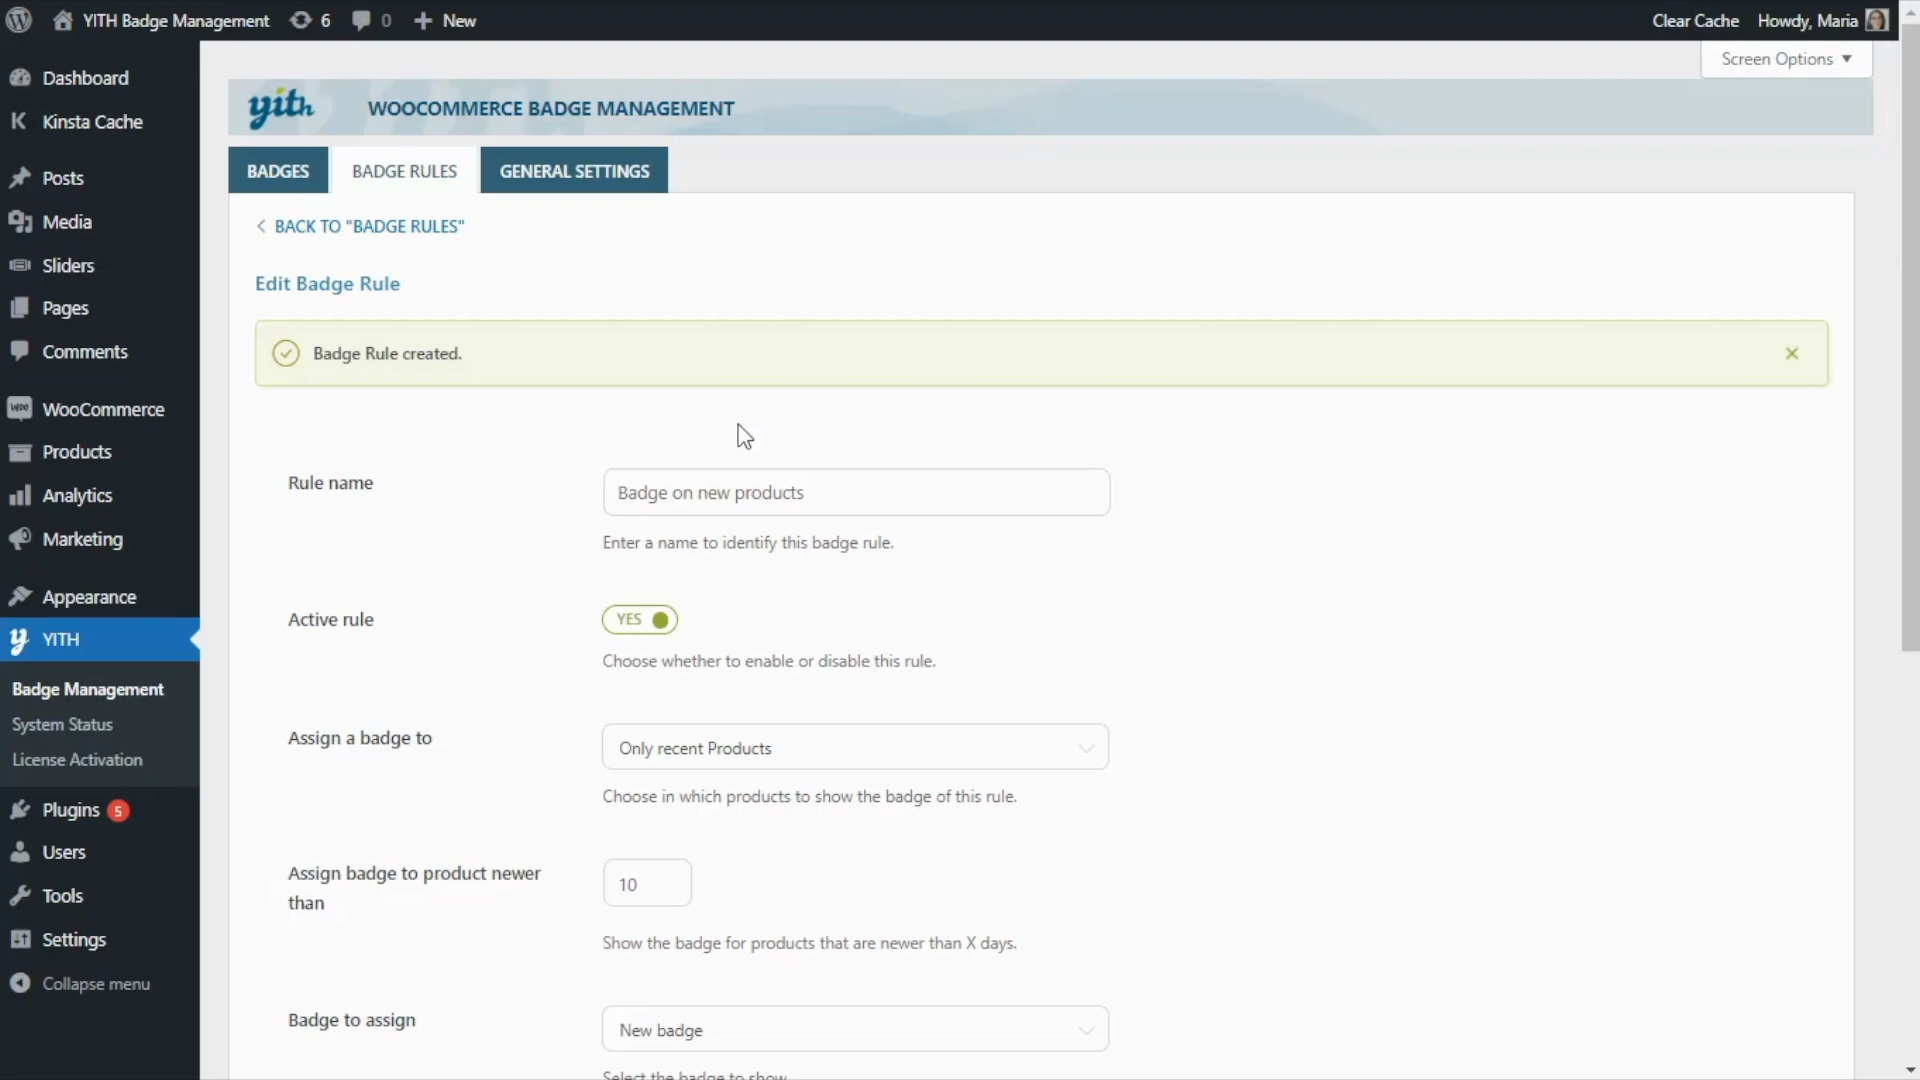 YITH Badge Management 6 0 New Clear Cache Howdy, Maria
Screen Options
yith WOOCOMMERCE BADGE MANAGEMENT
BADGES BADGE RULES GENERAL SETTINGS
BACK TO "BADGE RULES"
Edit Badge Rule
Badge Rule created.
Rule name
Badge on new products
Enter a name to identify this badge rule.
Active rule
YES
Choose whether to enable or disable this rule.
Assign a badge to
Only recent Products
Choose in which products to show the badge of this rule.
Assign badge to product newer
than
10
Show the badge for products that are newer than X days.
Badge to assign
New badge
Select the badge to show
Dashboard
Kinsta Cache
Posts
Media
Sliders
Pages
Comments
WooCommerce
Products
Analytics
Marketing
Appearance
YITH
Badge Management
System Status
License Activation
Plugins 5
Users
Tools
Settings
Collapse menu